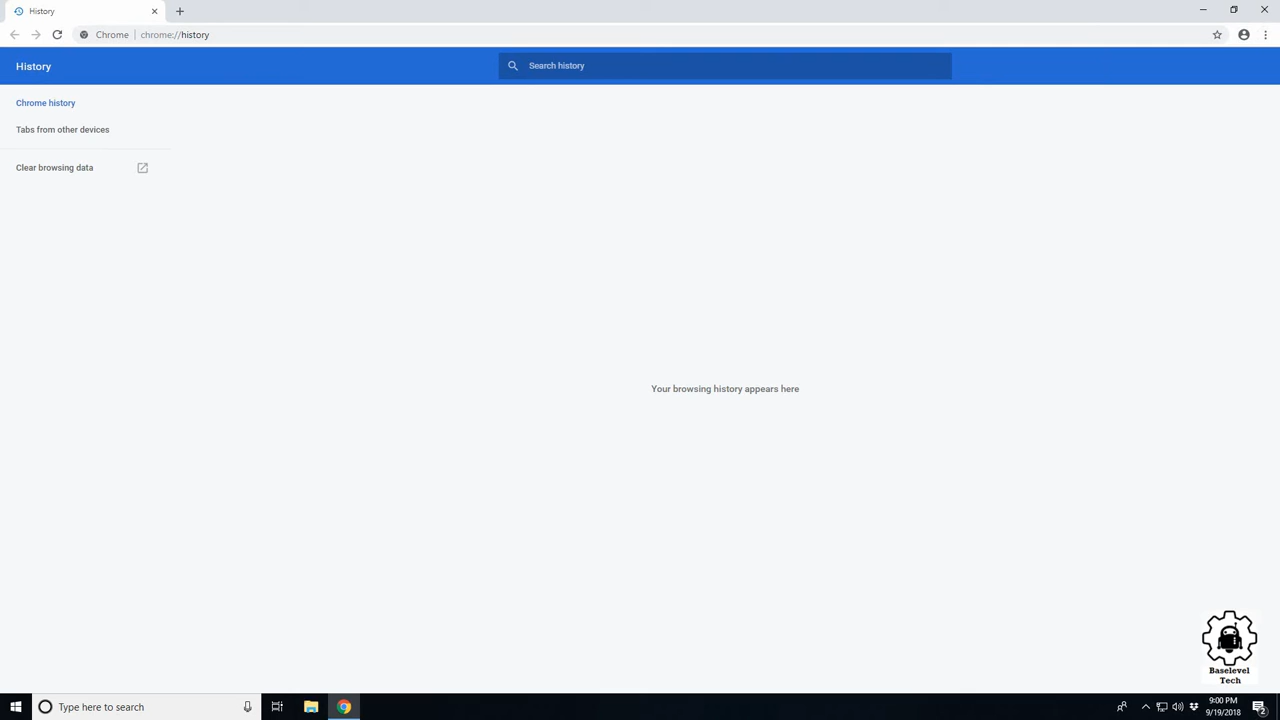 History
Chrome
chrome://history
History
Search history
Chrome history
Tabs from other devices
Clear browsing data
Your browsing history appears here
Baselevel
Tech
Type here to search
9:00 PM
9/19/2018
2